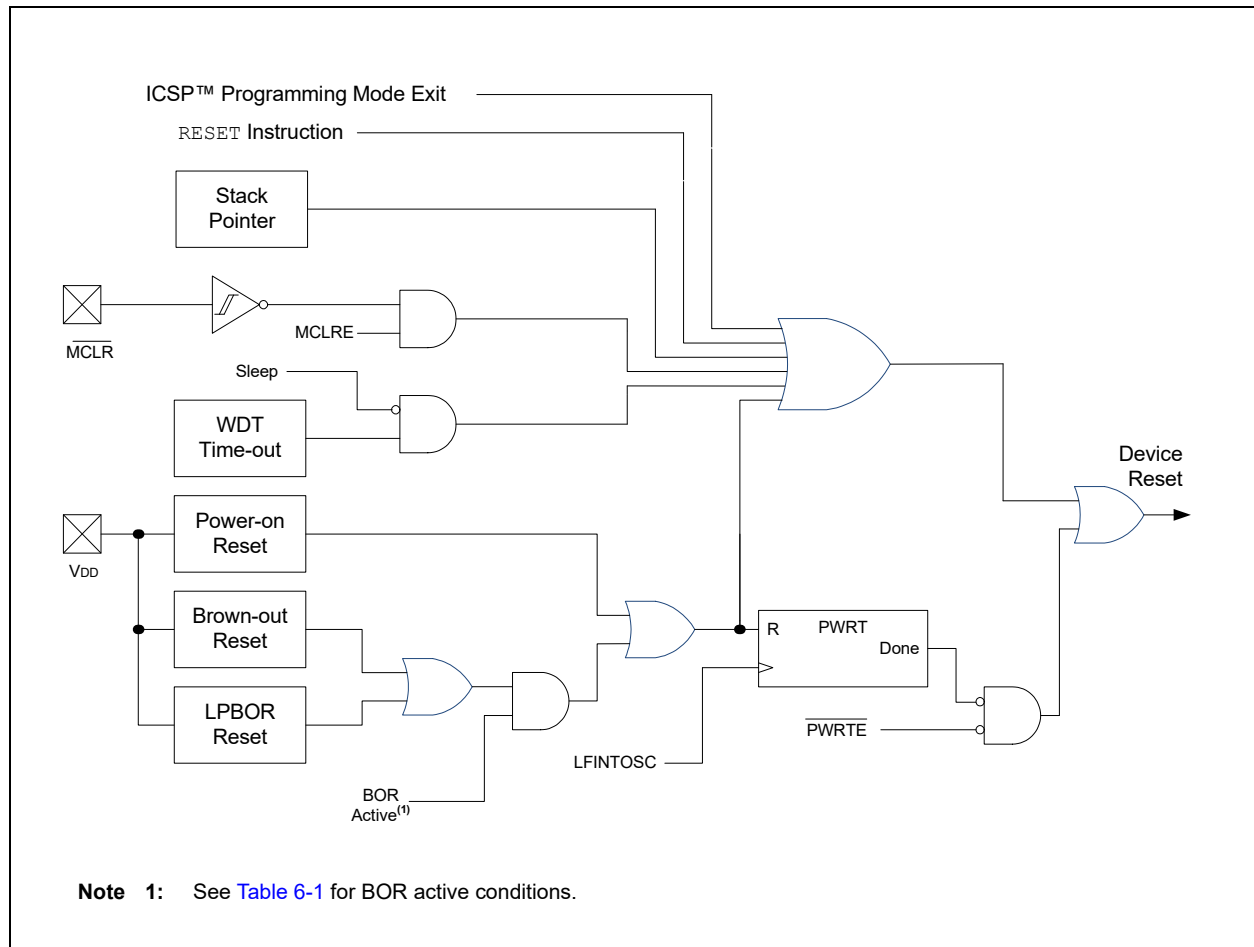 ICSP™ Programming Mode Exit
RESET Instruction
Stack
Pointer
MCLR
MCLRE
Sleep
WDT
Time-out
VDD
Power-on
Reset
Brown-out
Reset
LPBOR
Reset
BOR
Active(1)
R PWRT
Done
LFINTOSC
PWRTE
Device
Reset
Note 1: See Table 6-1 for BOR active conditions.